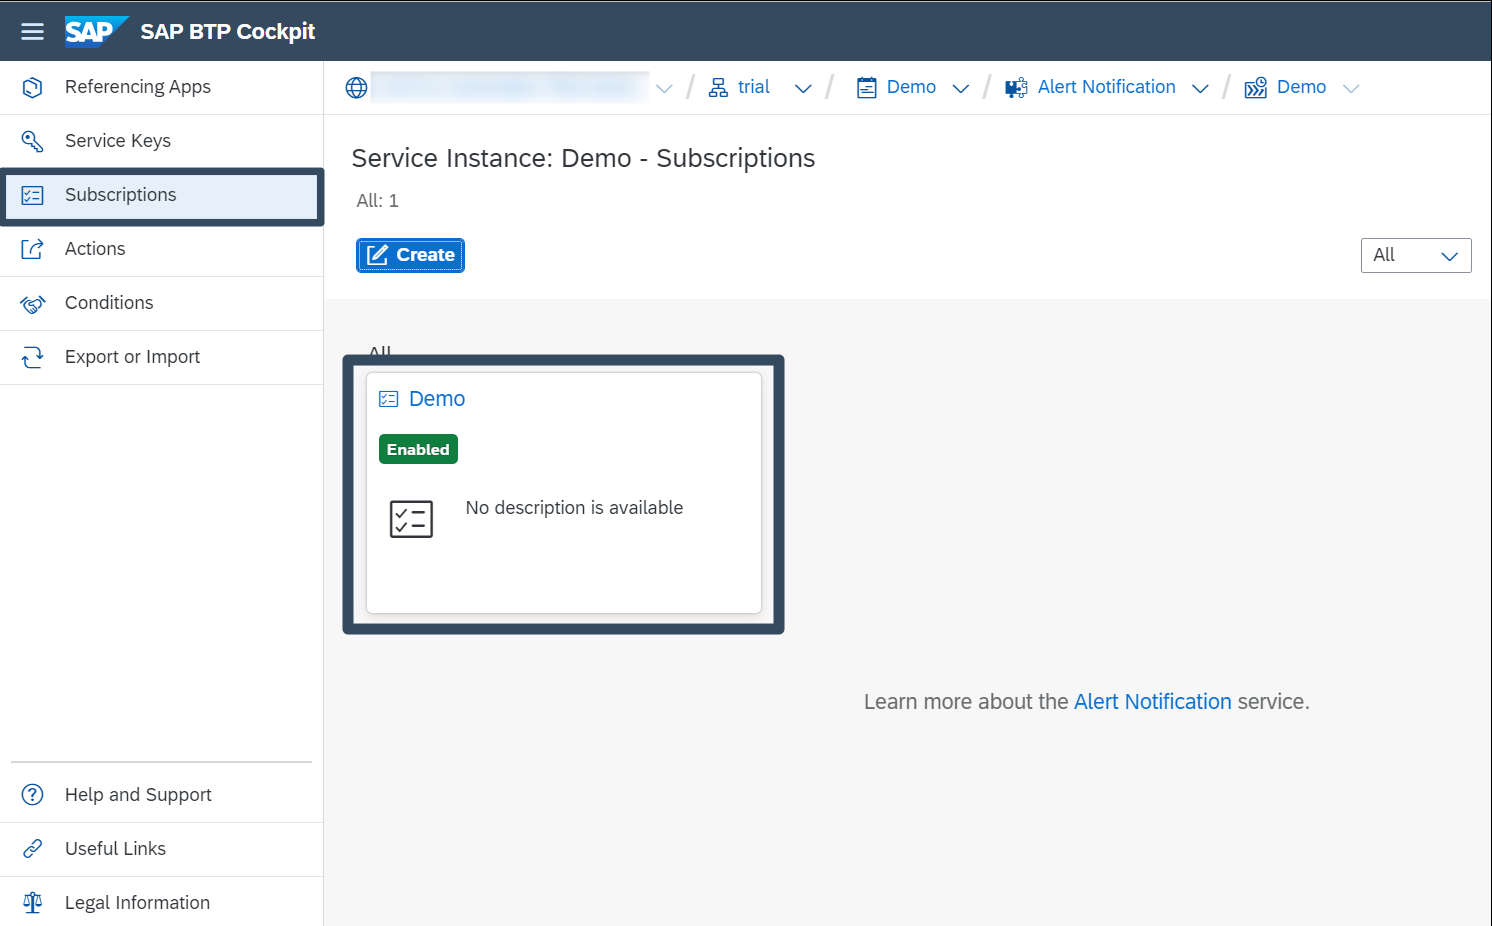 SAP SAP BTP Cockpit
Referencing Apps
Service Keys
Subscriptions
Actions
Conditions
Export or Import
Help and Support
Useful Links
Legal Information
trial / Demo / Alert Notification / Demo
Service Instance: Demo - Subscriptions
All: 1
Create
All
All
Demo
Enabled
No description is available
Learn more about the Alert Notification service.